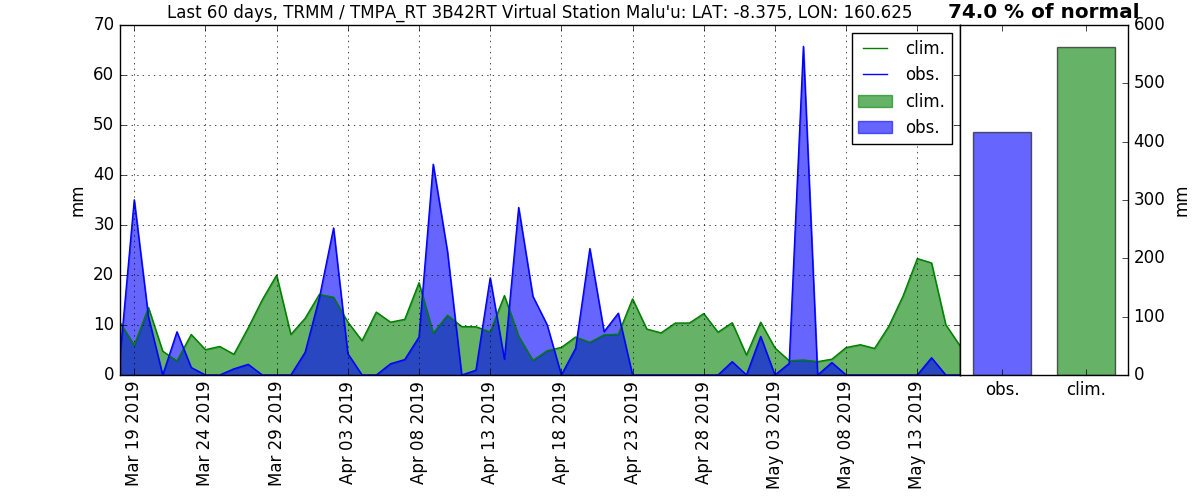 Last 60 days, TRMM / TMPA_RT 3B42RT Virtual Station Malu'u: LAT: -8.375, LON: 160.625
74.0 % of normal
70
60
50
40
30
20
10
0
mm
clim.
obs.
clim.
obs.
Mar 19 2019
Mar 24 2019
Mar 29 2019
Apr 03 2019
Apr 08 2019
Apr 13 2019
Apr 18 2019
Apr 23 2019
Apr 28 2019
May 03 2019
May 08 2019
May 13 2019
600
500
400
300
200
100
0
mm
obs.
clim.